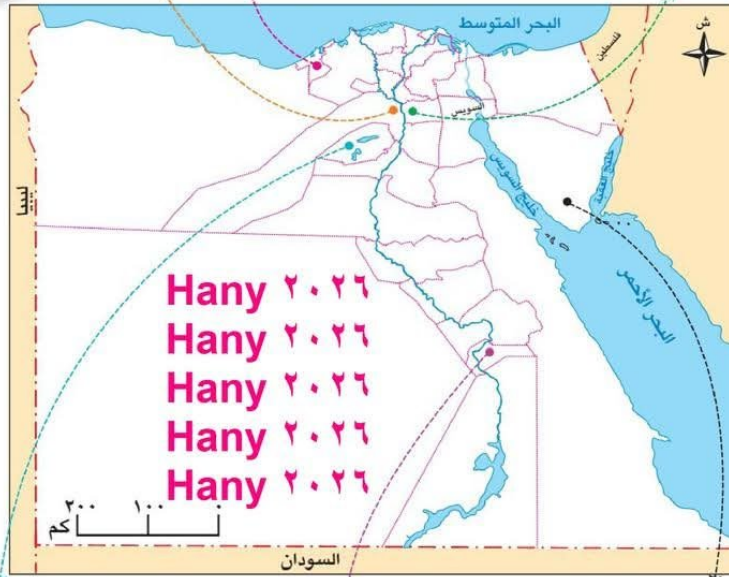 البحر المتوسط
ش
فلسطين
السويس
ليبيا
خليج السويس
خليج العقبة
البحر الأحمر
Hany ٢٠٢٦
Hany ٢٠٢٦
Hany ٢٠٢٦
Hany ٢٠٢٦
Hany ٢٠٢٦
٢٠٠ ١٠٠ ٠
كم
السودان